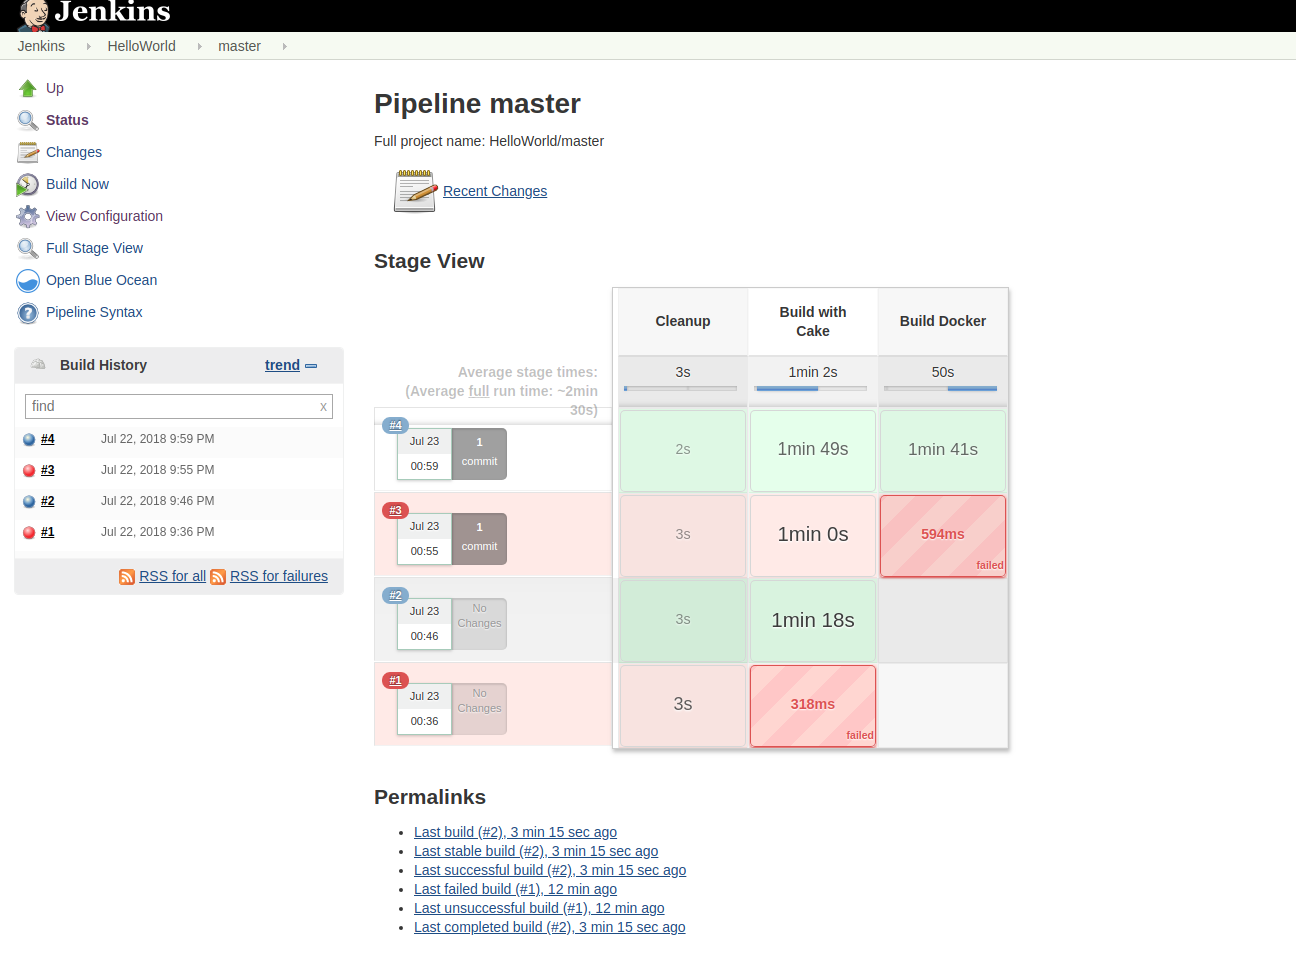 Jenkins
Jenkins HelloWorld master
Up
Status
Changes
Build Now
View Configuration
Full Stage View
Open Blue Ocean
Pipeline Syntax
Build History trend
find x
#4 Jul 22, 2018 9:59 PM
#3 Jul 22, 2018 9:55 PM
#2 Jul 22, 2018 9:46 PM
#1 Jul 22, 2018 9:36 PM
RSS for all RSS for failures
Pipeline master
Full project name: HelloWorld/master
Recent Changes
Stage View
Cleanup
Build with
Cake
Build Docker
Average stage times:
(Average full run time: ~2min
30s)
3s 1min 2s 50s
#4
Jul 23
00:59
1
commit
2s 1min 49s 1min 41s
#3
Jul 23
00:55
1
commit
3s 1min 0s 594ms
failed
#2
Jul 23
00:46
No
Changes
3s 1min 18s
#1
Jul 23
00:36
No
Changes
3s 318ms
failed
Permalinks
Last build (#2), 3 min 15 sec ago
Last stable build (#2), 3 min 15 sec ago
Last successful build (#2), 3 min 15 sec ago
Last failed build (#1), 12 min ago
Last unsuccessful build (#1), 12 min ago
Last completed build (#2), 3 min 15 sec ago